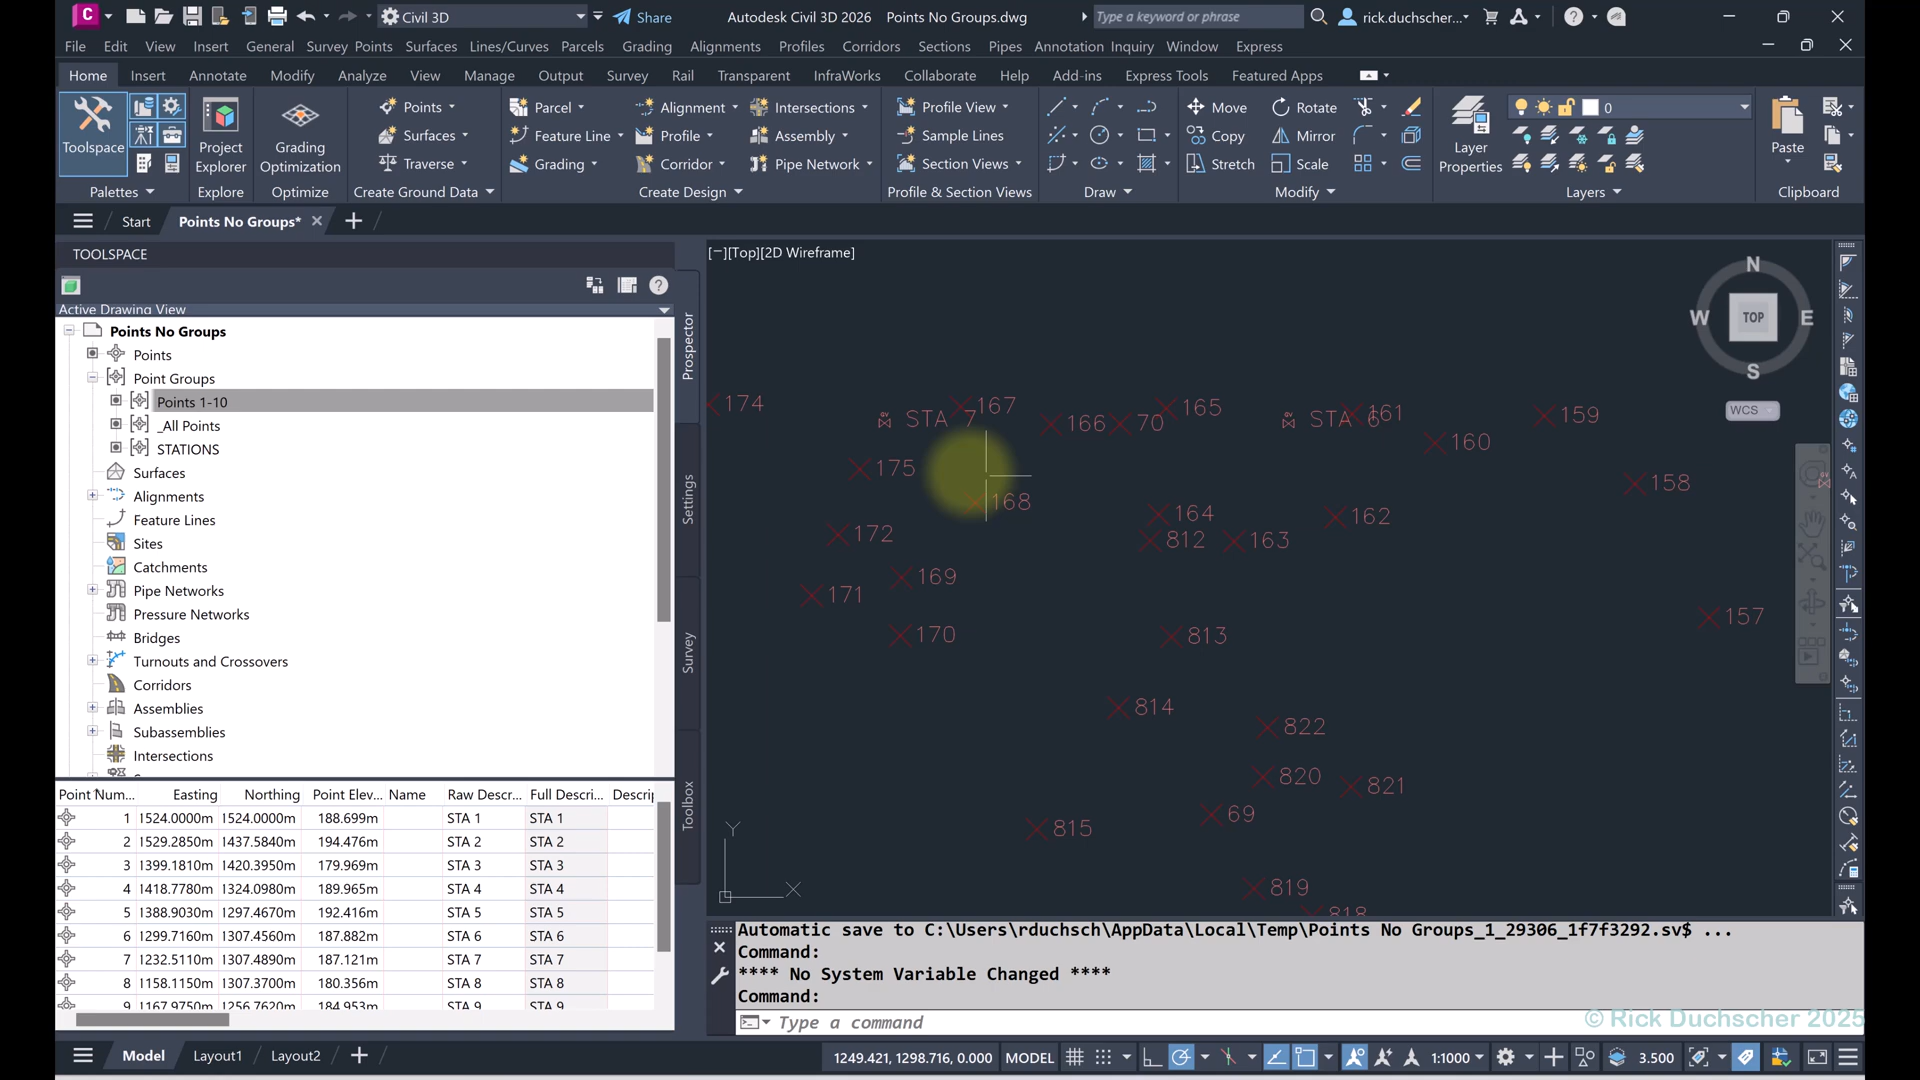 C Civil 3D Share Autodesk Civil 3D 2026 Points No Groups.dwg Type a keyword or phrase rick.duchscher...
File Edit View Insert General Survey Points Surfaces Lines/Curves Parcels Grading Alignments Profiles Corridors Sections Pipes Annotation Inquiry Window Express
Home Insert Annotate Modify Analyze View Manage Output Survey Rail Transparent InfraWorks Collaborate Help Add-ins Express Tools Featured Apps
Toolspace
Palettes
Project Explorer
Explore
Grading Optimization
Optimize
Points
Surfaces
Traverse
Create Ground Data
Parcel Alignment Intersections
Feature Line Profile Assembly
Grading Corridor Pipe Network
Create Design
Profile View
Sample Lines
Section Views
Profile & Section Views
Draw
Move Rotate
Copy Mirror
Stretch Scale
Modify
Layer Properties
0
Layers
Paste
Clipboard
Start Points No Groups*
TOOLSPACE
Active Drawing View
Points No Groups
Points
Point Groups
Points 1-10
_All Points
STATIONS
Surfaces
Alignments
Feature Lines
Sites
Catchments
Pipe Networks
Pressure Networks
Bridges
Turnouts and Crossovers
Corridors
Assemblies
Subassemblies
Intersections
Prospector
Settings
Survey
Toolbox
Point Num... Easting Northing Point Elev... Name Raw Descr... Full Descri... Descrip
1 1524.0000m 1524.0000m 188.699m STA 1 STA 1
2 1529.2850m 1437.5840m 194.476m STA 2 STA 2
3 1399.1810m 1420.3950m 179.969m STA 3 STA 3
4 1418.7780m 1324.0980m 189.965m STA 4 STA 4
5 1388.9030m 1297.4670m 192.416m STA 5 STA 5
6 1299.7160m 1307.4560m 187.882m STA 6 STA 6
7 1232.5110m 1307.4890m 187.121m STA 7 STA 7
8 1158.1150m 1307.3700m 180.356m STA 8 STA 8
9 1167.9750m 1256.7620m 184.953m STA 9 STA 9
[−][Top][2D Wireframe]
N
W TOP E
S
WCS
174 STA 7 167 166 70 165 STA 6 161 160 159
175 168 164 162 158
172 812 163
169 171 157
170 813
814 822
820 821
69 815
819
818
Y
X
Automatic save to C:\Users\rduchsch\AppData\Local\Temp\Points No Groups_1_29306_1f7f3292.sv$ ...
Command:
**** No System Variable Changed ****
Command:
Type a command
© Rick Duchscher 2025
Model Layout1 Layout2 1249.421, 1298.716, 0.000 MODEL 1:1000 3.500